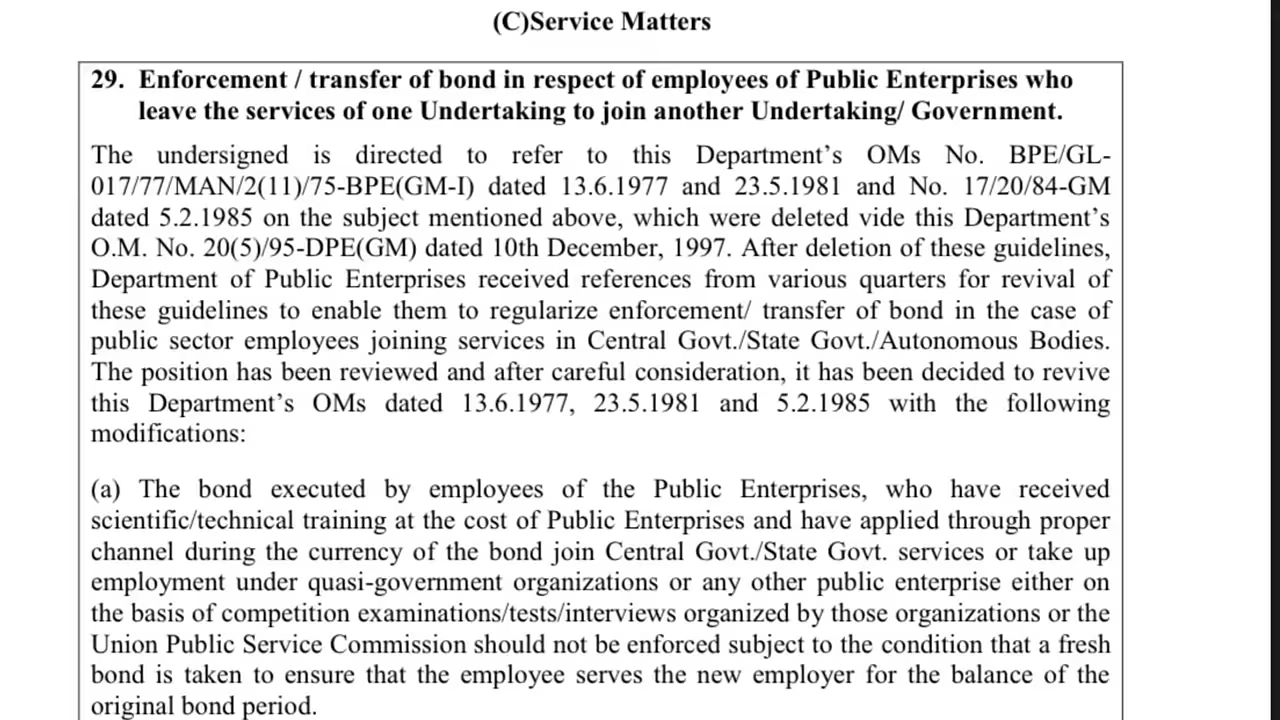 (C)Service Matters
29. Enforcement / transfer of bond in respect of employees of Public Enterprises who
leave the services of one Undertaking to join another Undertaking/ Government.
The undersigned is directed to refer to this Department’s OMs No. BPE/GL-
017/77/MAN/2(11)/75-BPE(GM-I) dated 13.6.1977 and 23.5.1981 and No. 17/20/84-GM
dated 5.2.1985 on the subject mentioned above, which were deleted vide this Department’s
O.M. No. 20(5)/95-DPE(GM) dated 10th December, 1997. After deletion of these guidelines,
Department of Public Enterprises received references from various quarters for revival of
these guidelines to enable them to regularize enforcement/ transfer of bond in the case of
public sector employees joining services in Central Govt./State Govt./Autonomous Bodies.
The position has been reviewed and after careful consideration, it has been decided to revive
this Department’s OMs dated 13.6.1977, 23.5.1981 and 5.2.1985 with the following
modifications:
(a) The bond executed by employees of the Public Enterprises, who have received
scientific/technical training at the cost of Public Enterprises and have applied through proper
channel during the currency of the bond join Central Govt./State Govt. services or take up
employment under quasi-government organizations or any other public enterprise either on
the basis of competition examinations/tests/interviews organized by those organizations or the
Union Public Service Commission should not be enforced subject to the condition that a fresh
bond is taken to ensure that the employee serves the new employer for the balance of the
original bond period.